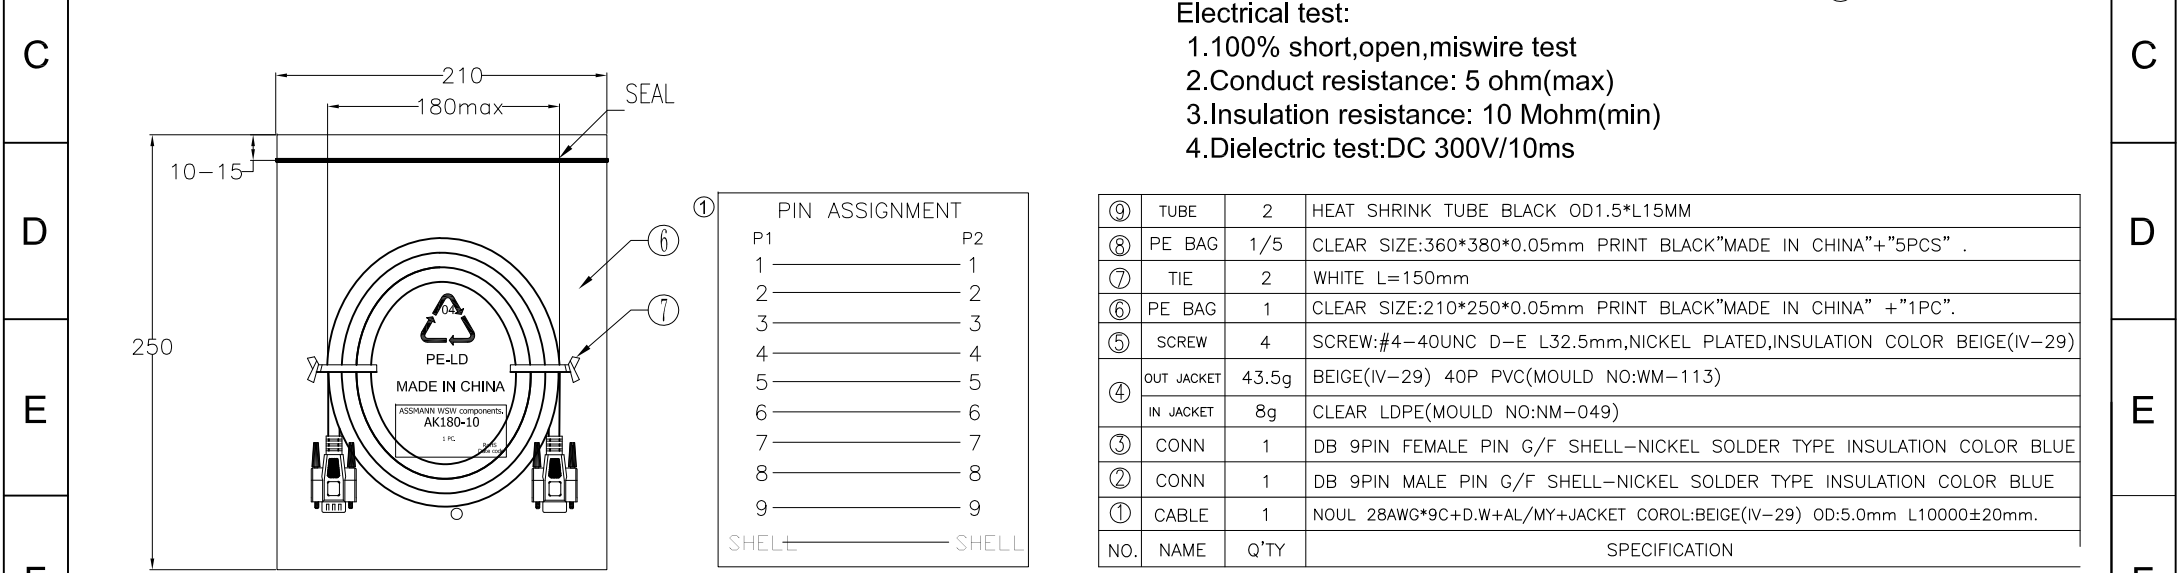 C
Electrical test:
1.100% short,open,miswire test
2.Conduct resistance: 5 ohm(max)
3.Insulation resistance: 10 Mohm(min)
4.Dielectric test:DC 300V/10ms
C
210
180max
SEAL
10-15
250
6
7
04
PE-LD
MADE IN CHINA
ASSMANN WSW components.
AK180-10
1 PC.
RoHS
Date code
D
E
1
PIN ASSIGNMENT
P1 P2
1 1
2 2
3 3
4 4
5 5
6 6
7 7
8 8
9 9
SHELL SHELL
9 TUBE 2 HEAT SHRINK TUBE BLACK OD1.5*L15MM
8 PE BAG 1/5 CLEAR SIZE:360*380*0.05mm PRINT BLACK"MADE IN CHINA"+"5PCS" .
7 TIE 2 WHITE L=150mm
6 PE BAG 1 CLEAR SIZE:210*250*0.05mm PRINT BLACK"MADE IN CHINA" +"1PC".
5 SCREW 4 SCREW:#4-40UNC D-E L32.5mm,NICKEL PLATED,INSULATION COLOR BEIGE(IV-29)
4 OUT JACKET 43.5g BEIGE(IV-29) 40P PVC(MOULD NO:WM-113)
IN JACKET 8g CLEAR LDPE(MOULD NO:NM-049)
3 CONN 1 DB 9PIN FEMALE PIN G/F SHELL-NICKEL SOLDER TYPE INSULATION COLOR BLUE
2 CONN 1 DB 9PIN MALE PIN G/F SHELL-NICKEL SOLDER TYPE INSULATION COLOR BLUE
1 CABLE 1 NOUL 28AWG*9C+D.W+AL/MY+JACKET COROL:BEIGE(IV-29) OD:5.0mm L10000±20mm.
NO. NAME Q'TY SPECIFICATION
D
E